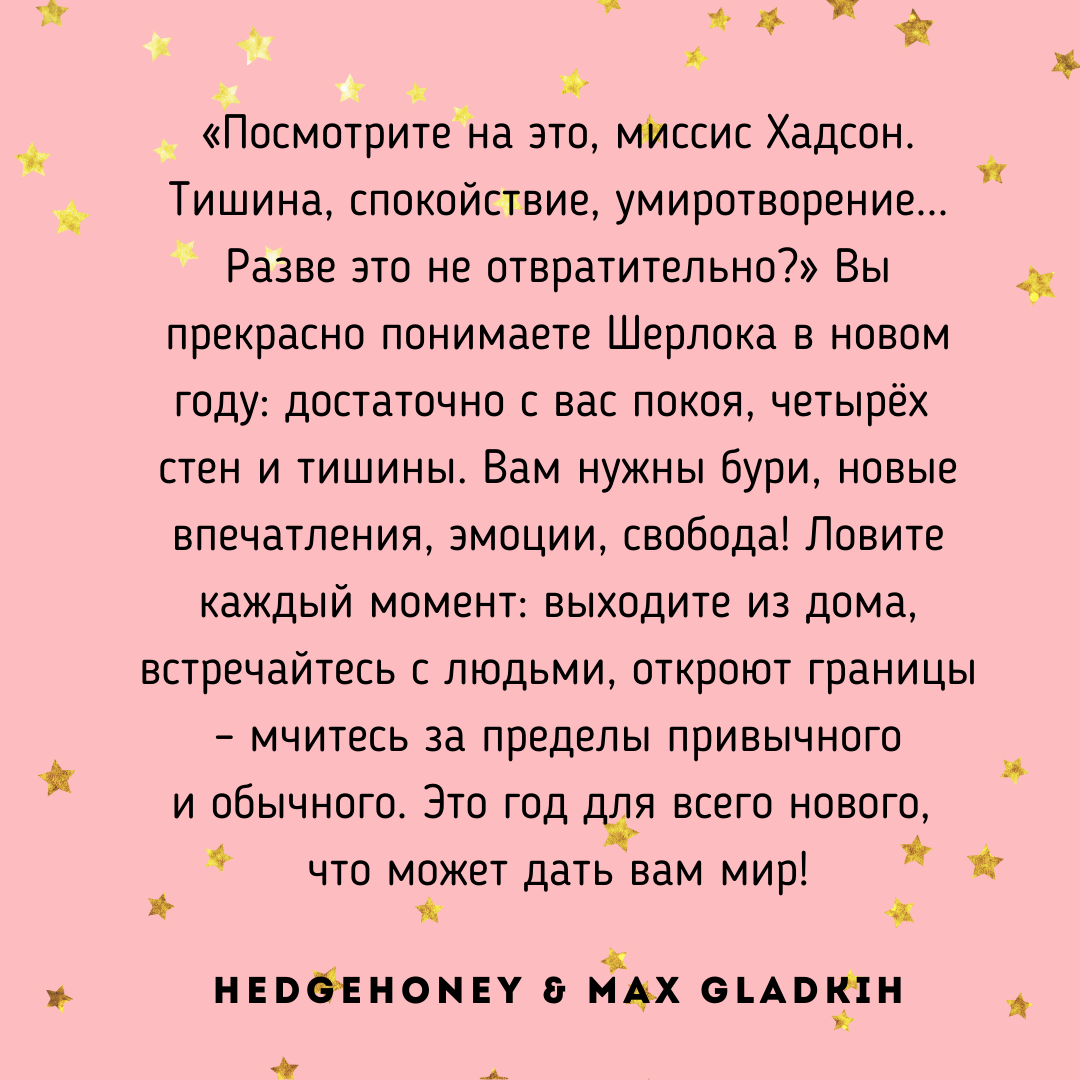 «Посмотрите на это, миссис Хадсон.
Тишина, спокойствие, умиротворение...
Разве это не отвратительно?» Вы
прекрасно понимаете Шерлока в новом
году: достаточно с вас покоя, четырёх
стен и тишины. Вам нужны бури, новые
впечатления, эмоции, свобода! Ловите
каждый момент: выходите из дома,
встречайтесь с людьми, откроют границы
– мчитесь за пределы привычного
и обычного. Это год для всего нового,
что может дать вам мир!
HEDGEHONEY & MAX GLADKIH